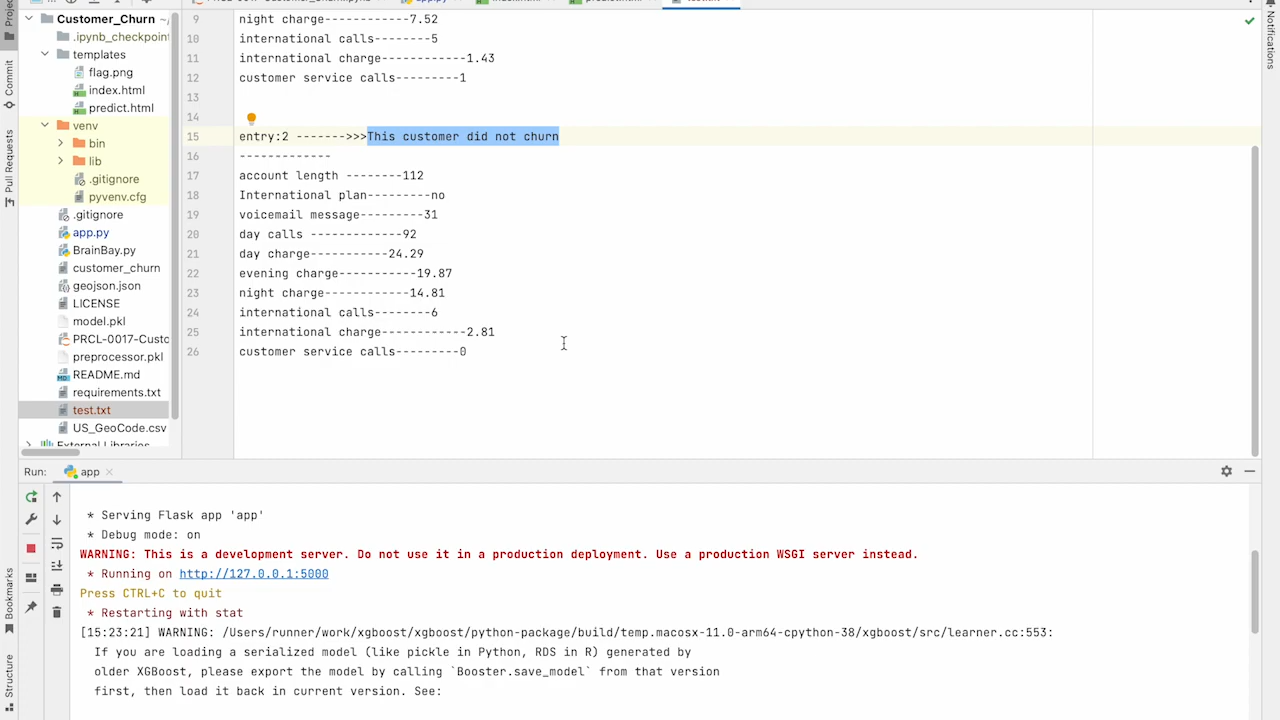 Customer_Churn ~/
.ipynb_checkpoint
templates
flag.png
index.html
predict.html
venv
bin
lib
.gitignore
pyvenv.cfg
.gitignore
app.py
BrainBay.py
customer_churn
geojson.json
LICENSE
model.pkl
PRCL-0017-Custo
preprocessor.pkl
README.md
requirements.txt
test.txt
US_GeoCode.csv
External Libraries
Commit
Pull Requests
Bookmarks
Structure
Notifications
9 night charge------------7.52
10 international calls--------5
11 international charge------------1.43
12 customer service calls---------1
13
14
15 entry:2 ------->>>This customer did not churn
16 -------------
17 account length --------112
18 International plan---------no
19 voicemail message---------31
20 day calls -------------92
21 day charge-----------24.29
22 evening charge-----------19.87
23 night charge------------14.81
24 international calls--------6
25 international charge------------2.81
26 customer service calls---------0
Run: app
* Serving Flask app 'app'
* Debug mode: on
WARNING: This is a development server. Do not use it in a production deployment. Use a production WSGI server instead.
* Running on http://127.0.0.1:5000
Press CTRL+C to quit
* Restarting with stat
[15:23:21] WARNING: /Users/runner/work/xgboost/xgboost/python-package/build/temp.macosx-11.0-arm64-cpython-38/xgboost/src/learner.cc:553:
If you are loading a serialized model (like pickle in Python, RDS in R) generated by
older XGBoost, please export the model by calling `Booster.save_model` from that version
first, then load it back in current version. See: